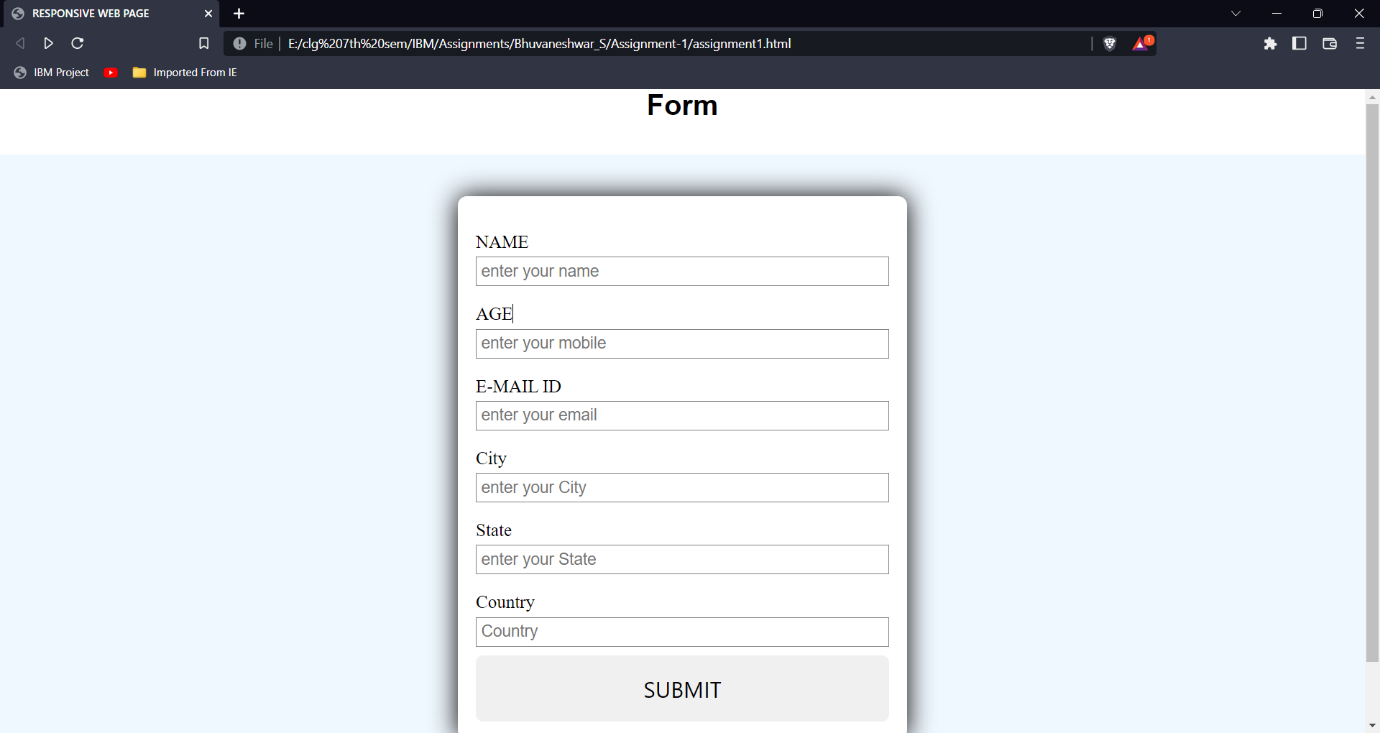 RESPONSIVE WEB PAGE
File | E:/clg%207th%20sem/IBM/Assignments/Bhuvaneshwar_S/Assignment-1/assignment1.html
1
IBM Project
Imported From IE
Form
NAME
enter your name
AGE
enter your mobile
E-MAIL ID
enter your email
City
enter your City
State
enter your State
Country
Country
SUBMIT